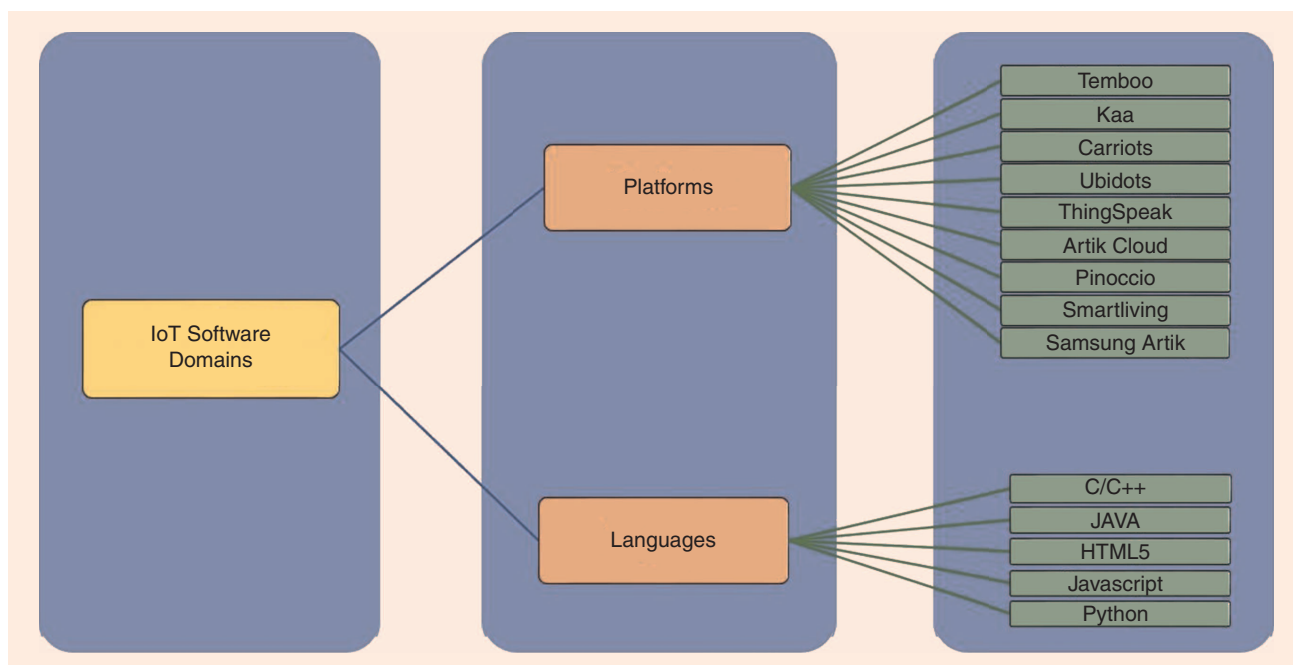 IoT Software
Domains
Platforms
Languages
Temboo
Kaa
Carriots
Ubidots
ThingSpeak
Artik Cloud
Pinoccio
Smartliving
Samsung Artik
C/C++
JAVA
HTML5
Javascript
Python